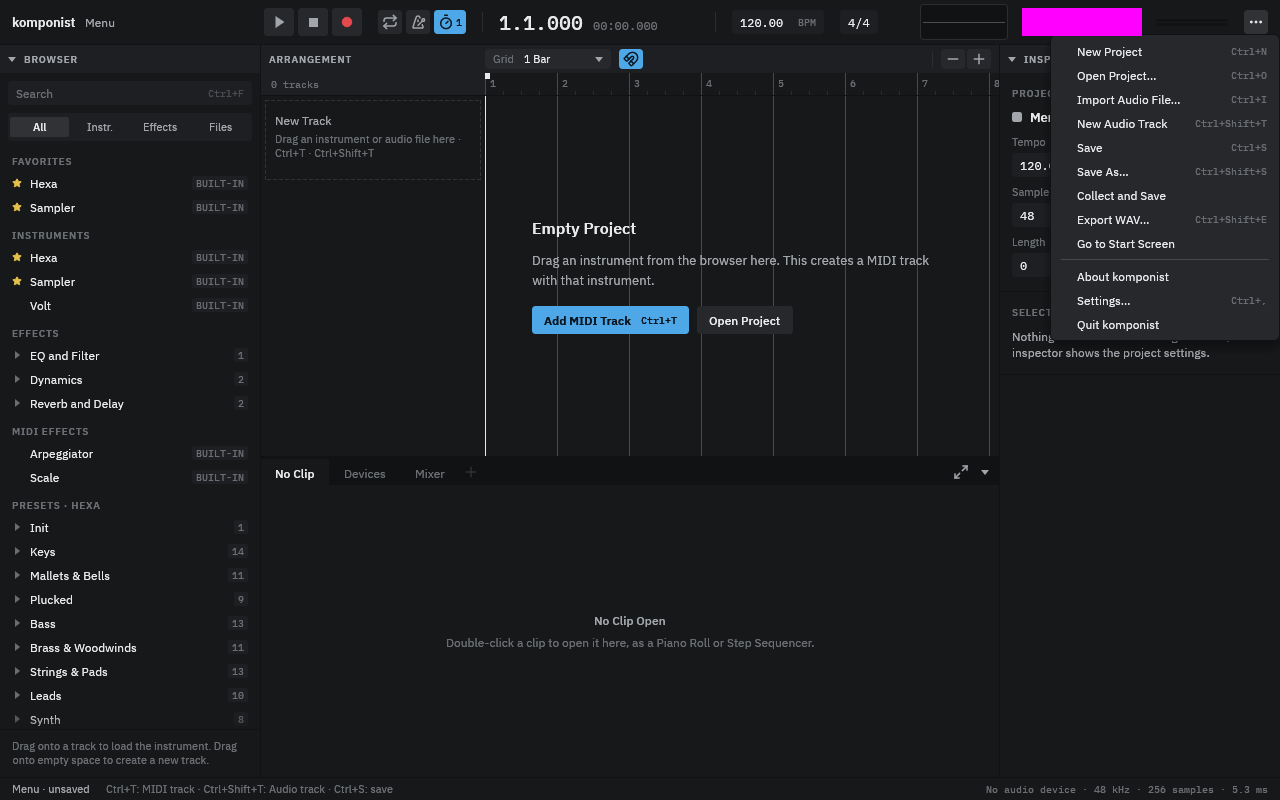 komponist Menu
1
1.1.000 00:00.000
120.00 BPM
4/4
BROWSER
Search Ctrl+F
All Instr. Effects Files
FAVORITES
Hexa BUILT-IN
Sampler BUILT-IN
INSTRUMENTS
Hexa BUILT-IN
Sampler BUILT-IN
Volt BUILT-IN
EFFECTS
EQ and Filter 1
Dynamics 2
Reverb and Delay 2
MIDI EFFECTS
Arpeggiator BUILT-IN
Scale BUILT-IN
PRESETS · HEXA
Init 1
Keys 14
Mallets & Bells 11
Plucked 9
Bass 13
Brass & Woodwinds 11
Strings & Pads 13
Leads 10
Synth 8
Drag onto a track to load the instrument. Drag
onto empty space to create a new track.
ARRANGEMENT
Grid 1 Bar
0 tracks
1 2 3 4 5 6 7 8
New Track
Drag an instrument or audio file here ·
Ctrl+T · Ctrl+Shift+T
Empty Project
Drag an instrument from the browser here. This creates a MIDI track
with that instrument.
Add MIDI Track Ctrl+T
Open Project
No Clip Devices Mixer
No Clip Open
Double-click a clip to open it here, as a Piano Roll or Step Sequencer.
Tempo
Sample
48
Length
0
Nothing
inspector shows the project settings.
New Project Ctrl+N
Open Project... Ctrl+O
Import Audio File... Ctrl+I
New Audio Track Ctrl+Shift+T
Save Ctrl+S
Save As... Ctrl+Shift+S
Collect and Save
Export WAV... Ctrl+Shift+E
Go to Start Screen
About komponist
Settings... Ctrl+,
Quit komponist
Menu · unsaved
Ctrl+T: MIDI track · Ctrl+Shift+T: Audio track · Ctrl+S: save
No audio device · 48 kHz · 256 samples · 5.3 ms